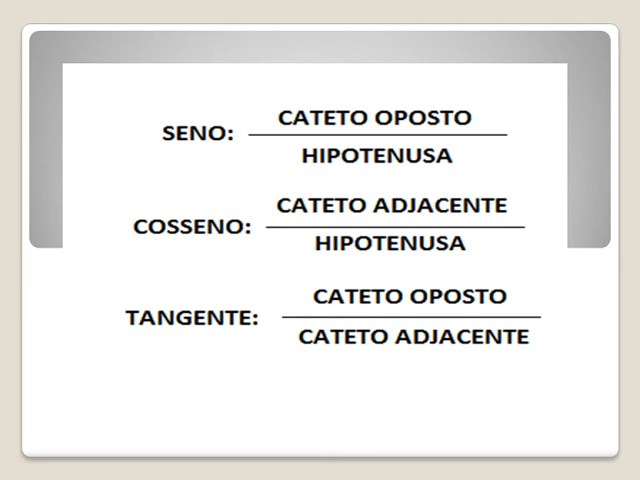 CATETO OPOSTO
SENO:
HIPOTENUSA
CATETO ADJACENTE
COSSENO:
HIPOTENUSA
CATETO OPOSTO
TANGENTE:
CATETO ADJACENTE